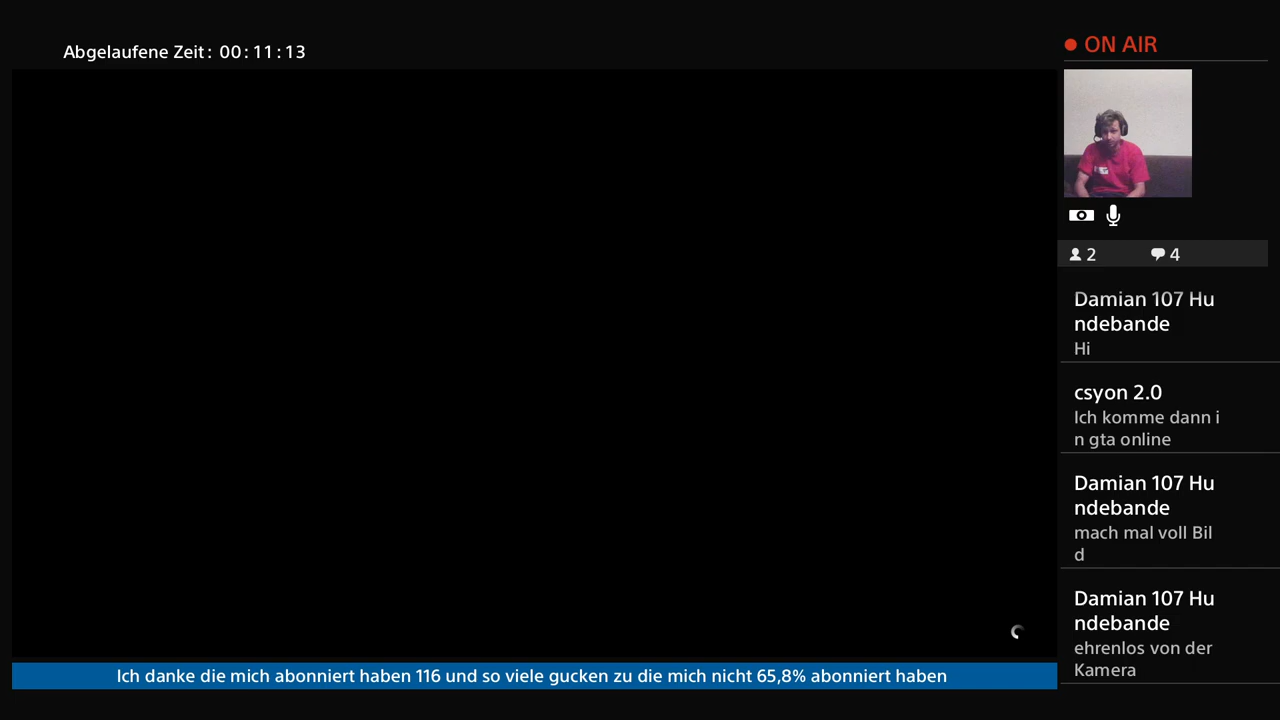 Abgelaufene Zeit: 00:11:13
ON AIR
2 4
Damian 107 Hu
ndebande
Hi
csyon 2.0
Ich komme dann i
n gta online
Damian 107 Hu
ndebande
mach mal voll Bil
d
Damian 107 Hu
ndebande
ehrenlos von der
Kamera
Ich danke die mich abonniert haben 116 und so viele gucken zu die mich nicht 65,8% abonniert haben